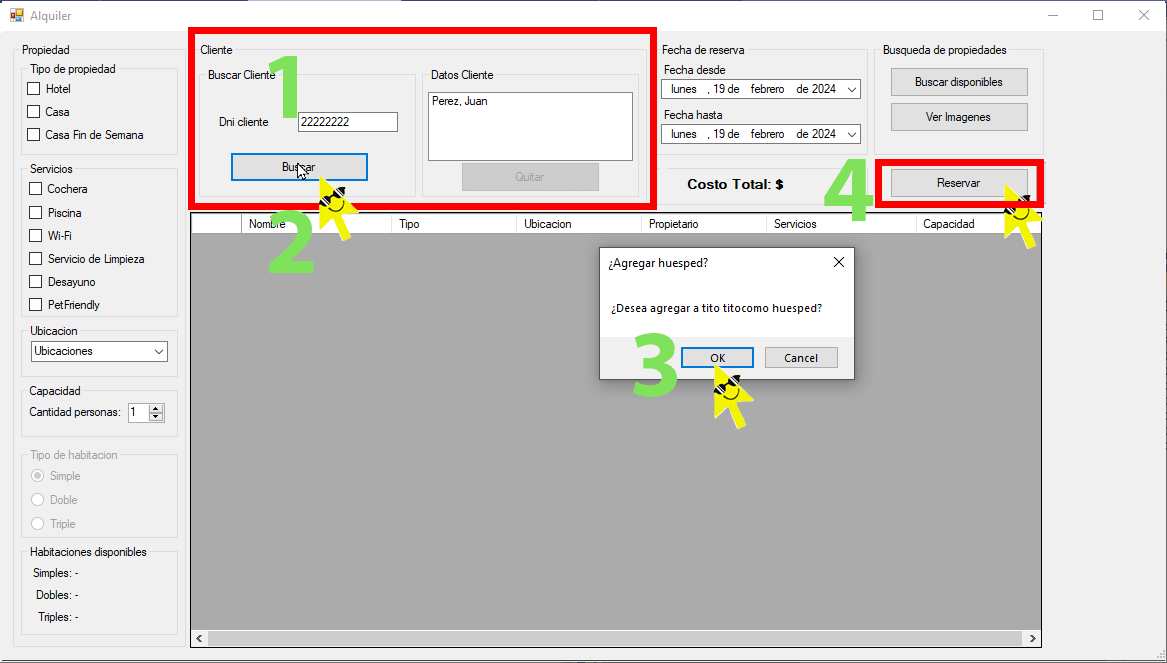 Alquiler
Propiedad
Tipo de propiedad
Hotel
Casa
Casa Fin de Semana
Servicios
Cochera
Piscina
Wi-Fi
Servicio de Limpieza
Desayuno
PetFriendly
Ubicacion
Ubicaciones
Capacidad
Cantidad personas: 1
Tipo de habitacion
Simple
Doble
Triple
Habitaciones disponibles
Simples: -
Dobles: -
Triples: -
Cliente
1
Buscar Cliente
Dni cliente 22222222
Buscar
2
Datos Cliente
Perez, Juan
Quitar
Fecha de reserva
Fecha desde
lunes , 19 de febrero de 2024
Fecha hasta
lunes , 19 de febrero de 2024
Busqueda de propiedades
Buscar disponibles
Ver Imagenes
Costo Total: $
4
Reservar
Nombre Tipo Ubicacion Propietario Servicios Capacidad
¿Agregar huesped?
¿Desea agregar a tito titocomo huesped?
3
OK Cancel